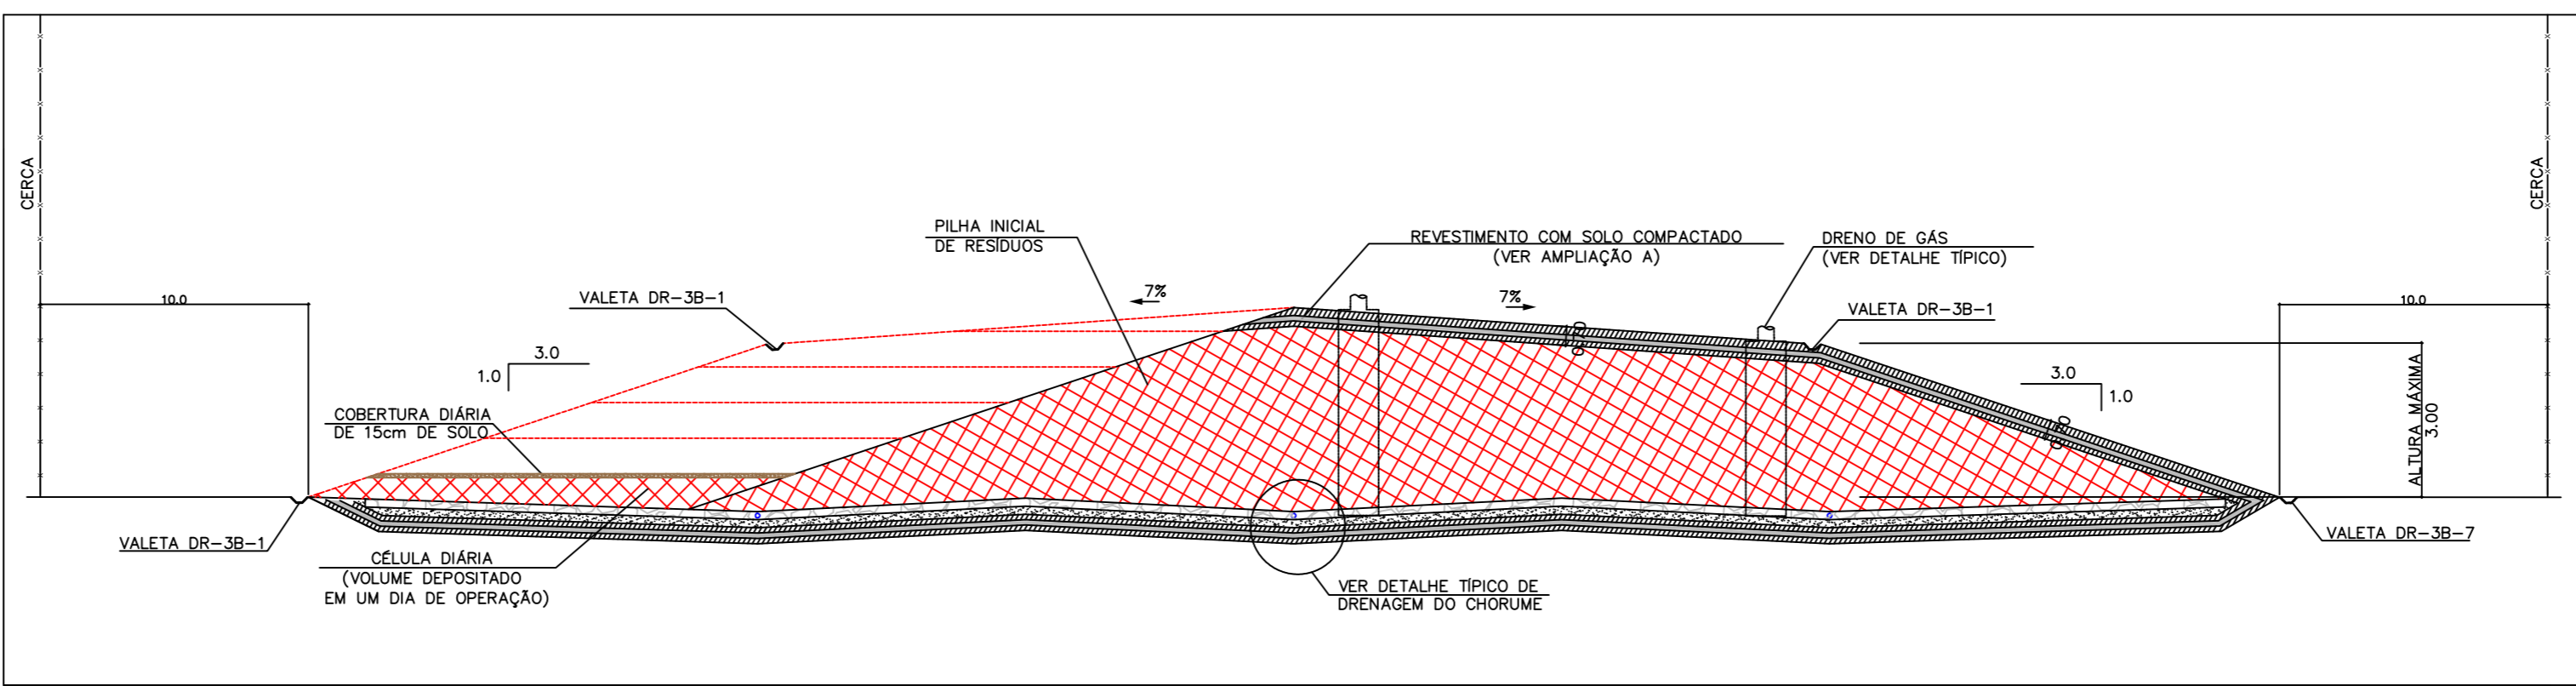 CERCA
10.0
VALETA DR-3B-1
3.0
1.0
COBERTURA DIÁRIA
DE 15cm DE SOLO
VALETA DR-3B-1
CÉLULA DIÁRIA
(VOLUME DEPOSITADO
EM UM DIA DE OPERAÇÃO)
PILHA INICIAL
DE RESÍDUOS
7%
REVESTIMENTO COM SOLO COMPACTADO
(VER AMPLIAÇÃO A)
7%
DRENO DE GÁS
(VER DETALHE TÍPICO)
VALETA DR-3B-1
3.0
1.0
ALTURA MÁXIMA
3.00
10.0
CERCA
VER DETALHE TÍPICO DE
DRENAGEM DO CHORUME
VALETA DR-3B-7